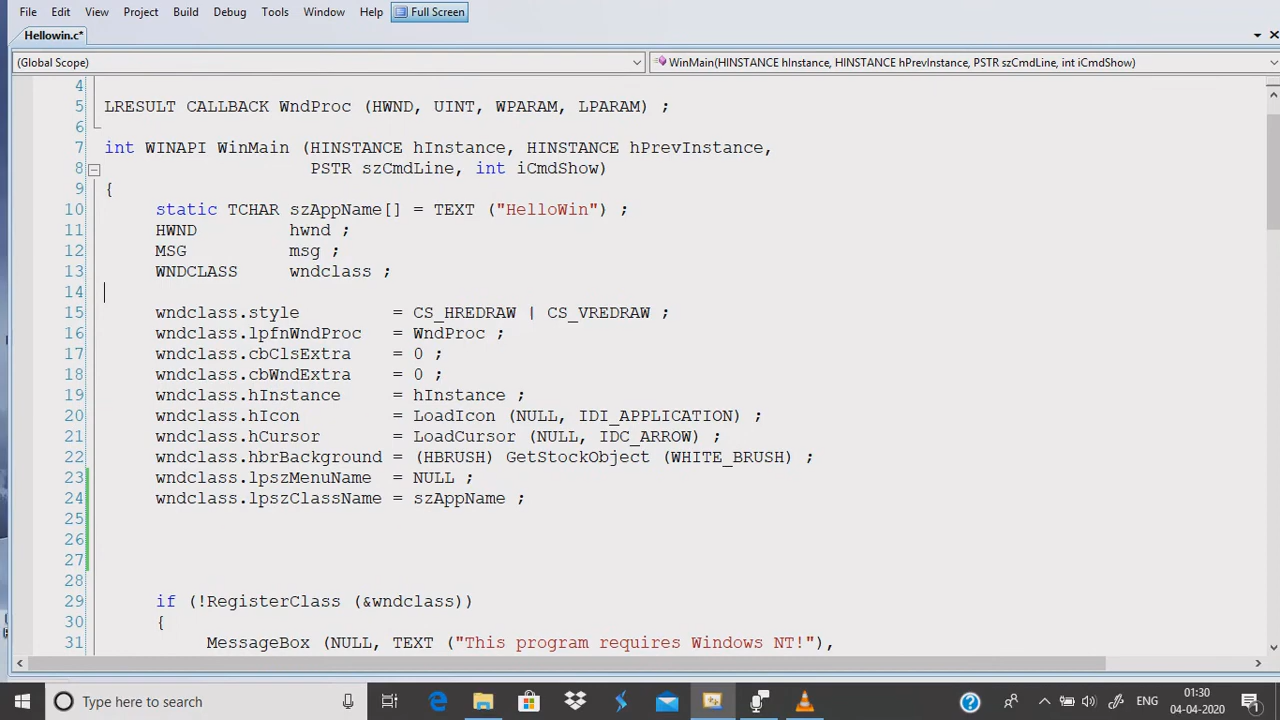 File Edit View Project Build Debug Tools Window Help Full Screen
Hellowin.c*
(Global Scope) WinMain(HINSTANCE hInstance, HINSTANCE hPrevInstance, PSTR szCmdLine, int iCmdShow)
4
5 LRESULT CALLBACK WndProc (HWND, UINT, WPARAM, LPARAM) ;
6
7 int WINAPI WinMain (HINSTANCE hInstance, HINSTANCE hPrevInstance,
8 PSTR szCmdLine, int iCmdShow)
9 {
10 static TCHAR szAppName[] = TEXT ("HelloWin") ;
11 HWND hwnd ;
12 MSG msg ;
13 WNDCLASS wndclass ;
14
15 wndclass.style = CS_HREDRAW | CS_VREDRAW ;
16 wndclass.lpfnWndProc = WndProc ;
17 wndclass.cbClsExtra = 0 ;
18 wndclass.cbWndExtra = 0 ;
19 wndclass.hInstance = hInstance ;
20 wndclass.hIcon = LoadIcon (NULL, IDI_APPLICATION) ;
21 wndclass.hCursor = LoadCursor (NULL, IDC_ARROW) ;
22 wndclass.hbrBackground = (HBRUSH) GetStockObject (WHITE_BRUSH) ;
23 wndclass.lpszMenuName = NULL ;
24 wndclass.lpszClassName = szAppName ;
25
26
27
28
29 if (!RegisterClass (&wndclass))
30 {
31 MessageBox (NULL, TEXT ("This program requires Windows NT!"),
Type here to search ENG 01:30
04-04-2020